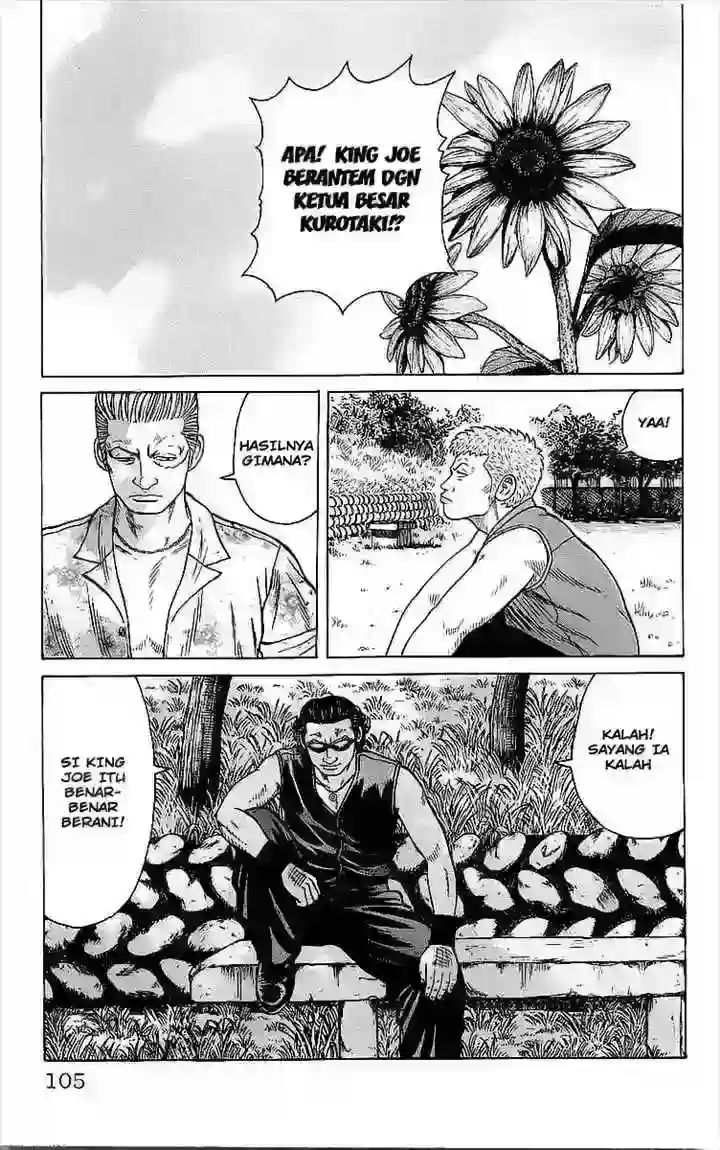 APA! KING JOE
BERANTEM DGN
KETUA BESAR
KUROTAKI!?
YAA!
HASILNYA
GIMANA?
KALAH!
SAYANG IA
KALAH
SI KING
JOE ITU
BENAR-
BENAR
BERANI!
105